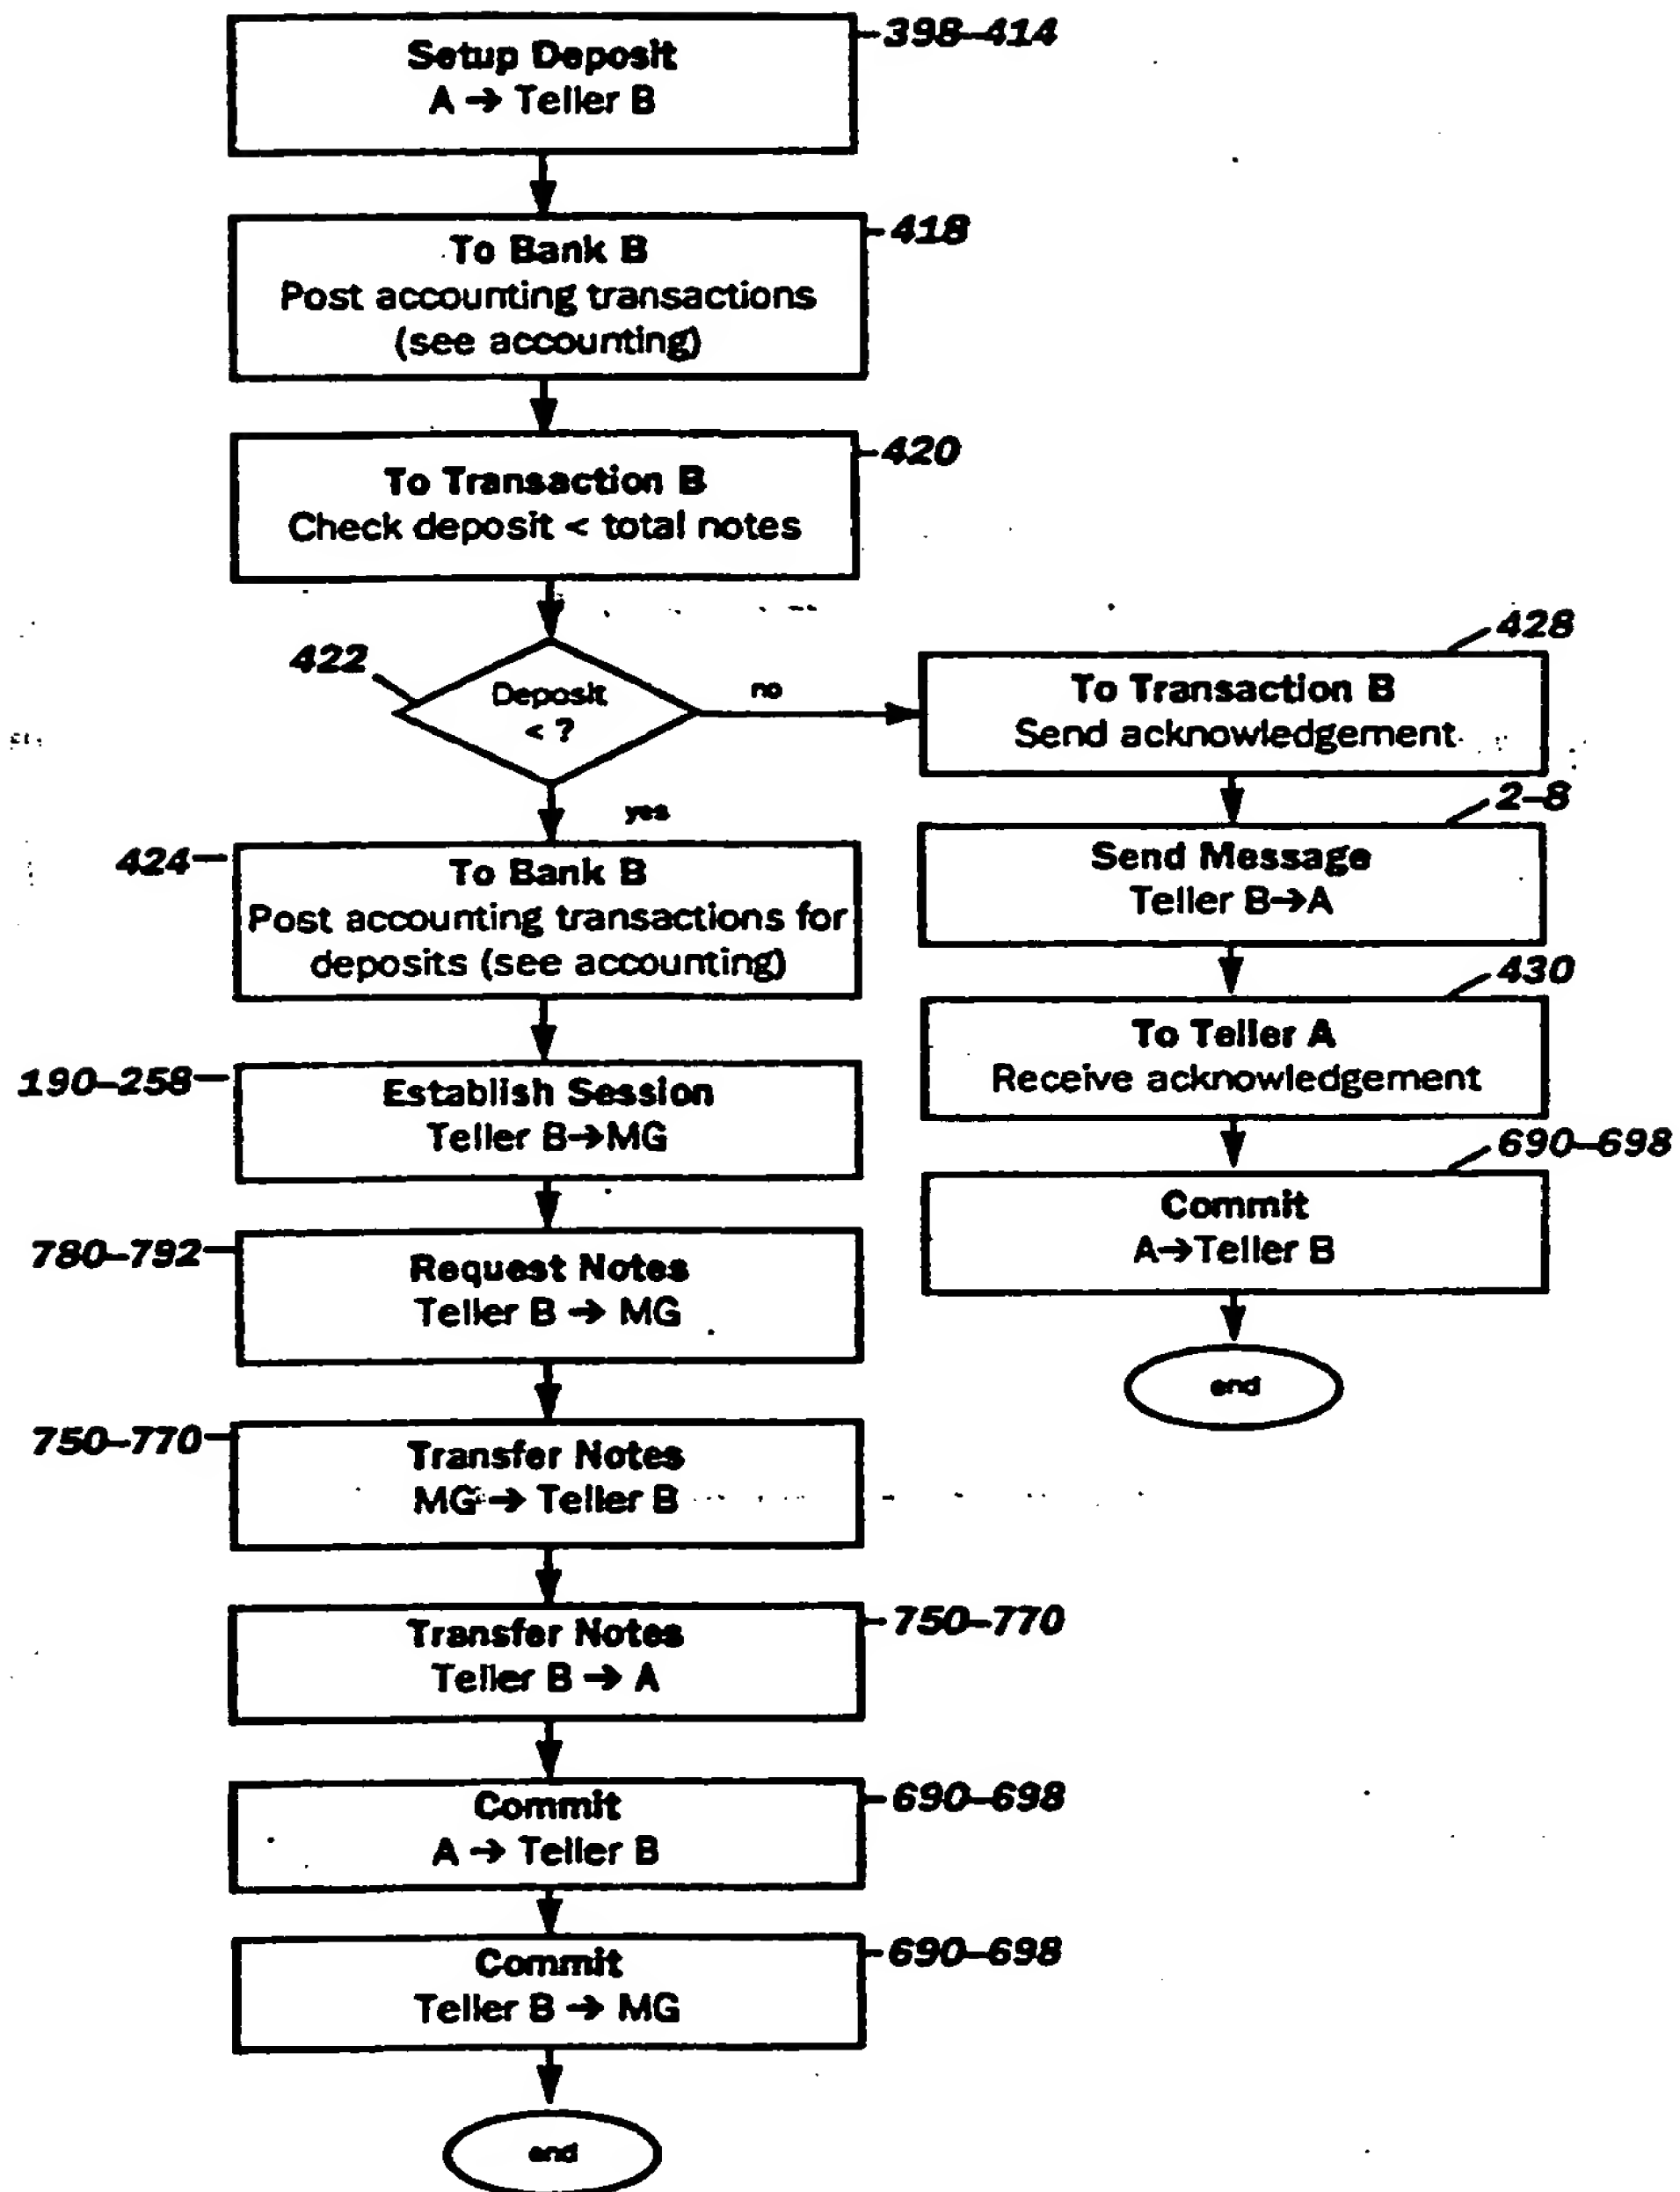 398–414
Setup Deposit
A → Teller B
418
To Bank B
Post accounting transactions
(see accounting)
420
To Transaction B
Check deposit < total notes
422
Deposit
< ?
no
yes
428
To Transaction B
Send acknowledgement
2–8
Send Message
Teller B→A
430
To Teller A
Receive acknowledgement
690–698
Commit
A→Teller B
end
424
To Bank B
Post accounting transactions for
deposits (see accounting)
190–258
Establish Session
Teller B→MG
780–792
Request Notes
Teller B → MG
750–770
Transfer Notes
MG → Teller B
750–770
Transfer Notes
Teller B → A
690–698
Commit
A → Teller B
690–698
Commit
Teller B → MG
end